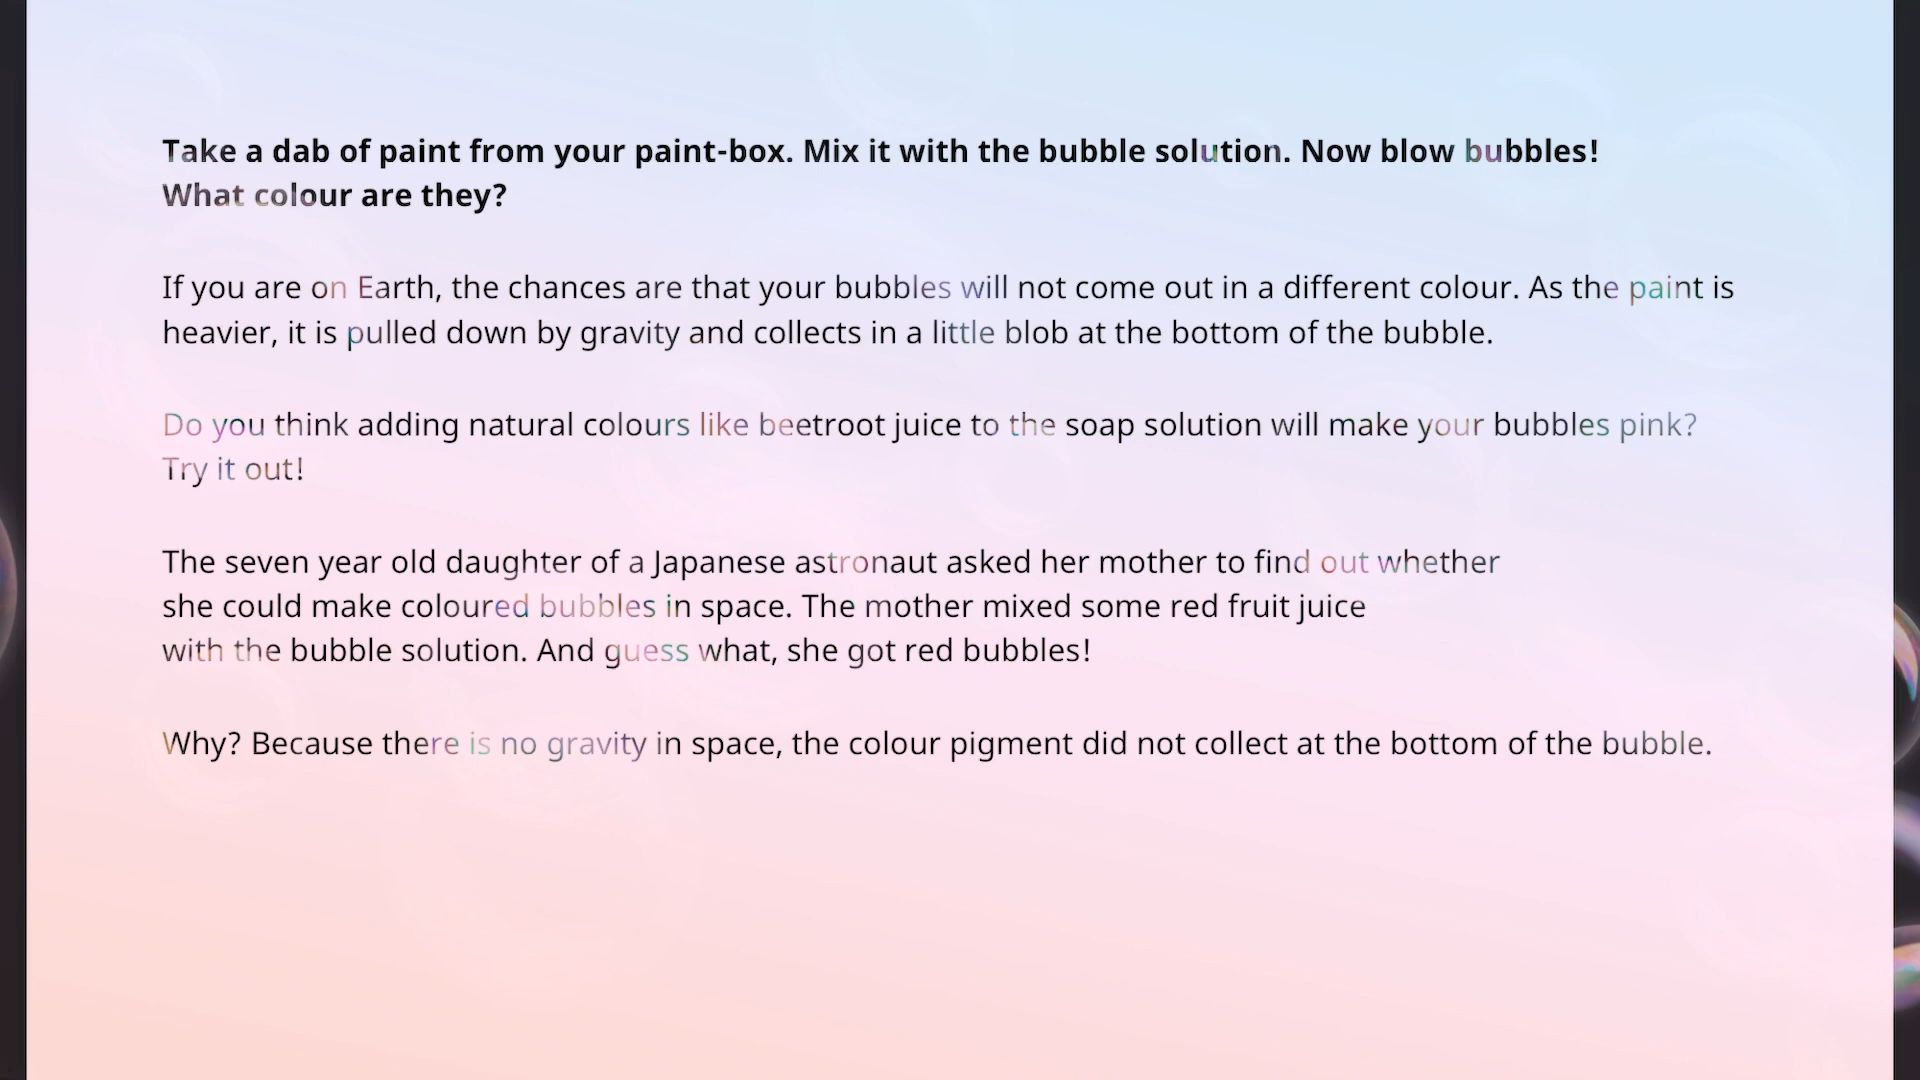 Take a dab of paint from your paint-box. Mix it with the bubble solution. Now blow bubbles!
What colour are they?
If you are on Earth, the chances are that your bubbles will not come out in a different colour. As the paint is
heavier, it is pulled down by gravity and collects in a little blob at the bottom of the bubble.
Do you think adding natural colours like beetroot juice to the soap solution will make your bubbles pink?
Try it out!
The seven year old daughter of a Japanese astronaut asked her mother to find out whether
she could make coloured bubbles in space. The mother mixed some red fruit juice
with the bubble solution. And guess what, she got red bubbles!
Why? Because there is no gravity in space, the colour pigment did not collect at the bottom of the bubble.